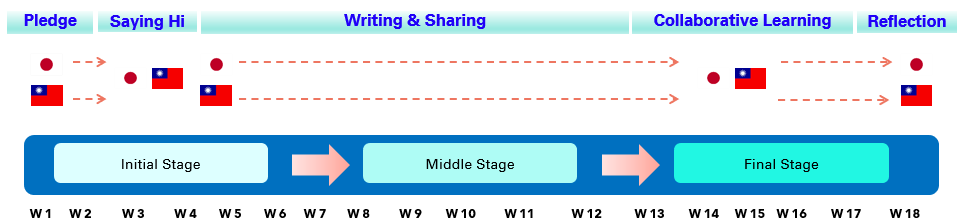 Pledge Saying Hi Writing & Sharing Collaborative Learning Reflection
Initial Stage Middle Stage Final Stage
W 1 W 2 W 3 W 4 W 5 W 6 W 7 W 8 W 9 W 10 W 11 W 12 W 13 W 14 W 15 W 16 W 17 W 18